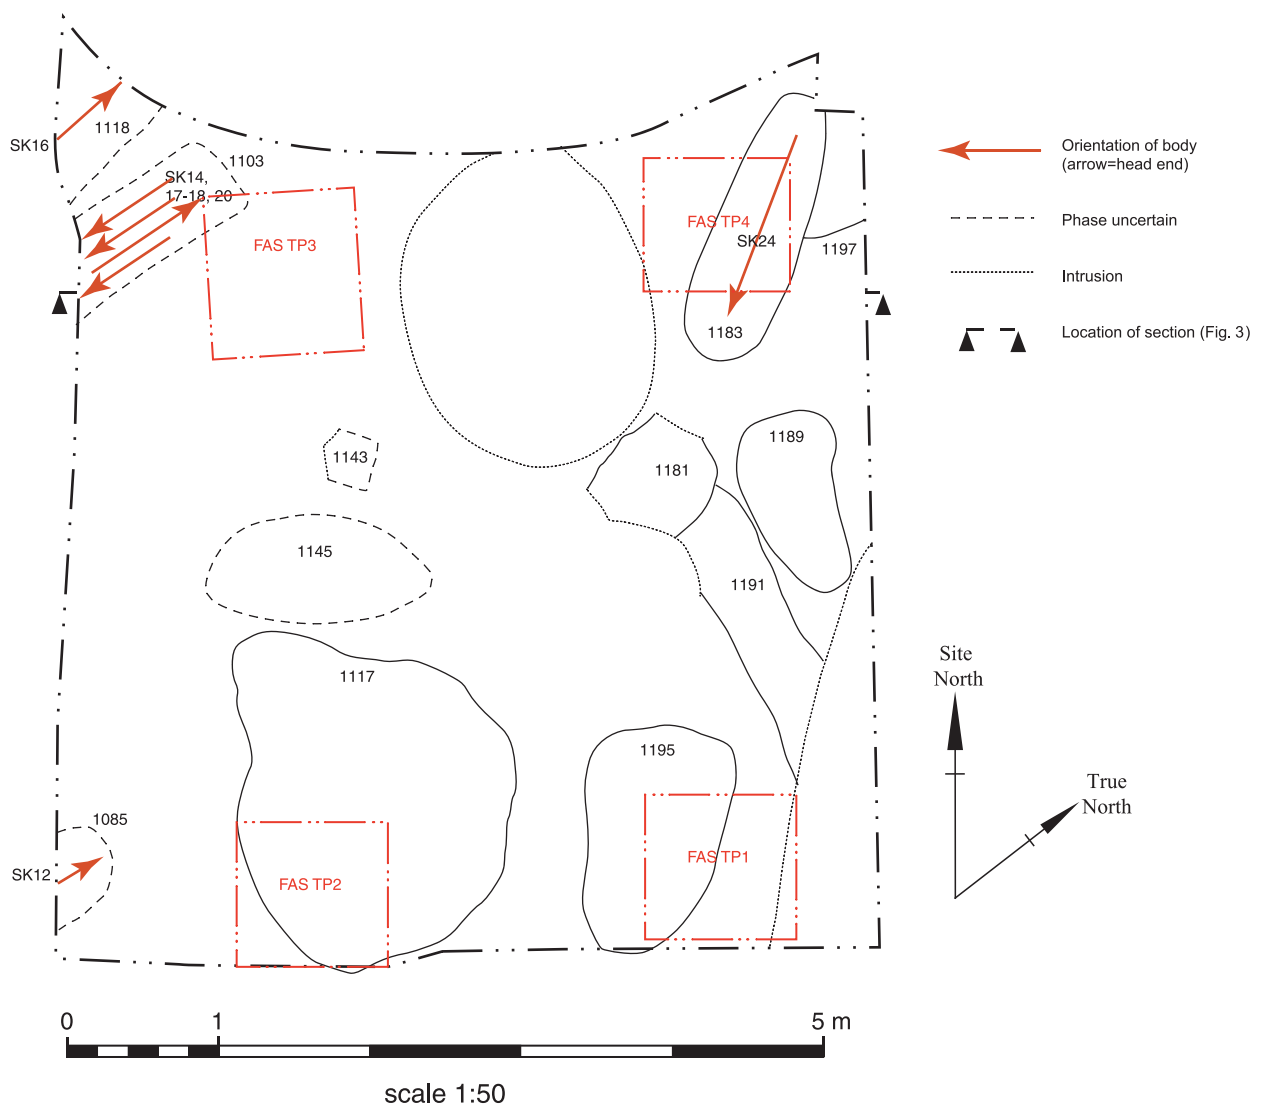 1118
SK16
1103
SK14,
17-18, 20
FAS TP3
FAS TP4
SK24
1197
1183
Orientation of body
(arrow=head end)
Phase uncertain
Intrusion
Location of section (Fig. 3)
1143
1181
1189
1145
1191
1117
1195
1085
SK12
FAS TP2
FAS TP1
Site
North
True
North
0 1 5 m
scale 1:50